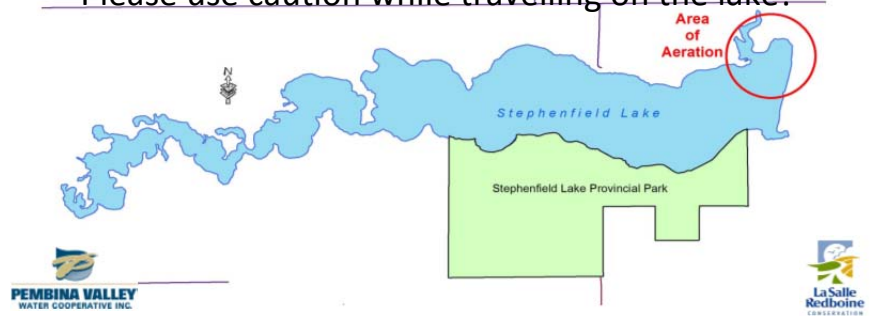 Please use caution while travelling on the lake!
Area
of
Aeration
N
Stephenfield Lake
Stephenfield Lake Provincial Park
PEMBINA VALLEY
WATER COOPERATIVE INC.
LaSalle
Redboine
CONSERVATION